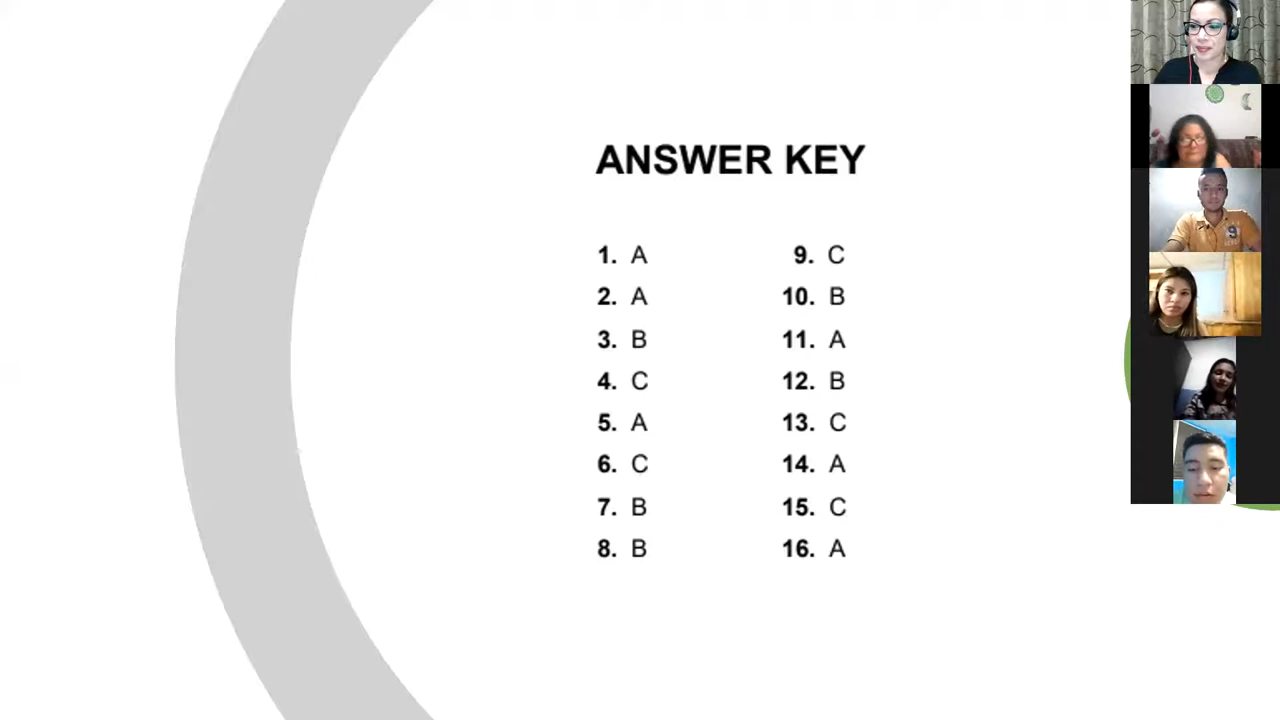 ANSWER KEY
1. A
2. A
3. B
4. C
5. A
6. C
7. B
8. B
9. C
10. B
11. A
12. B
13. C
14. A
15. C
16. A